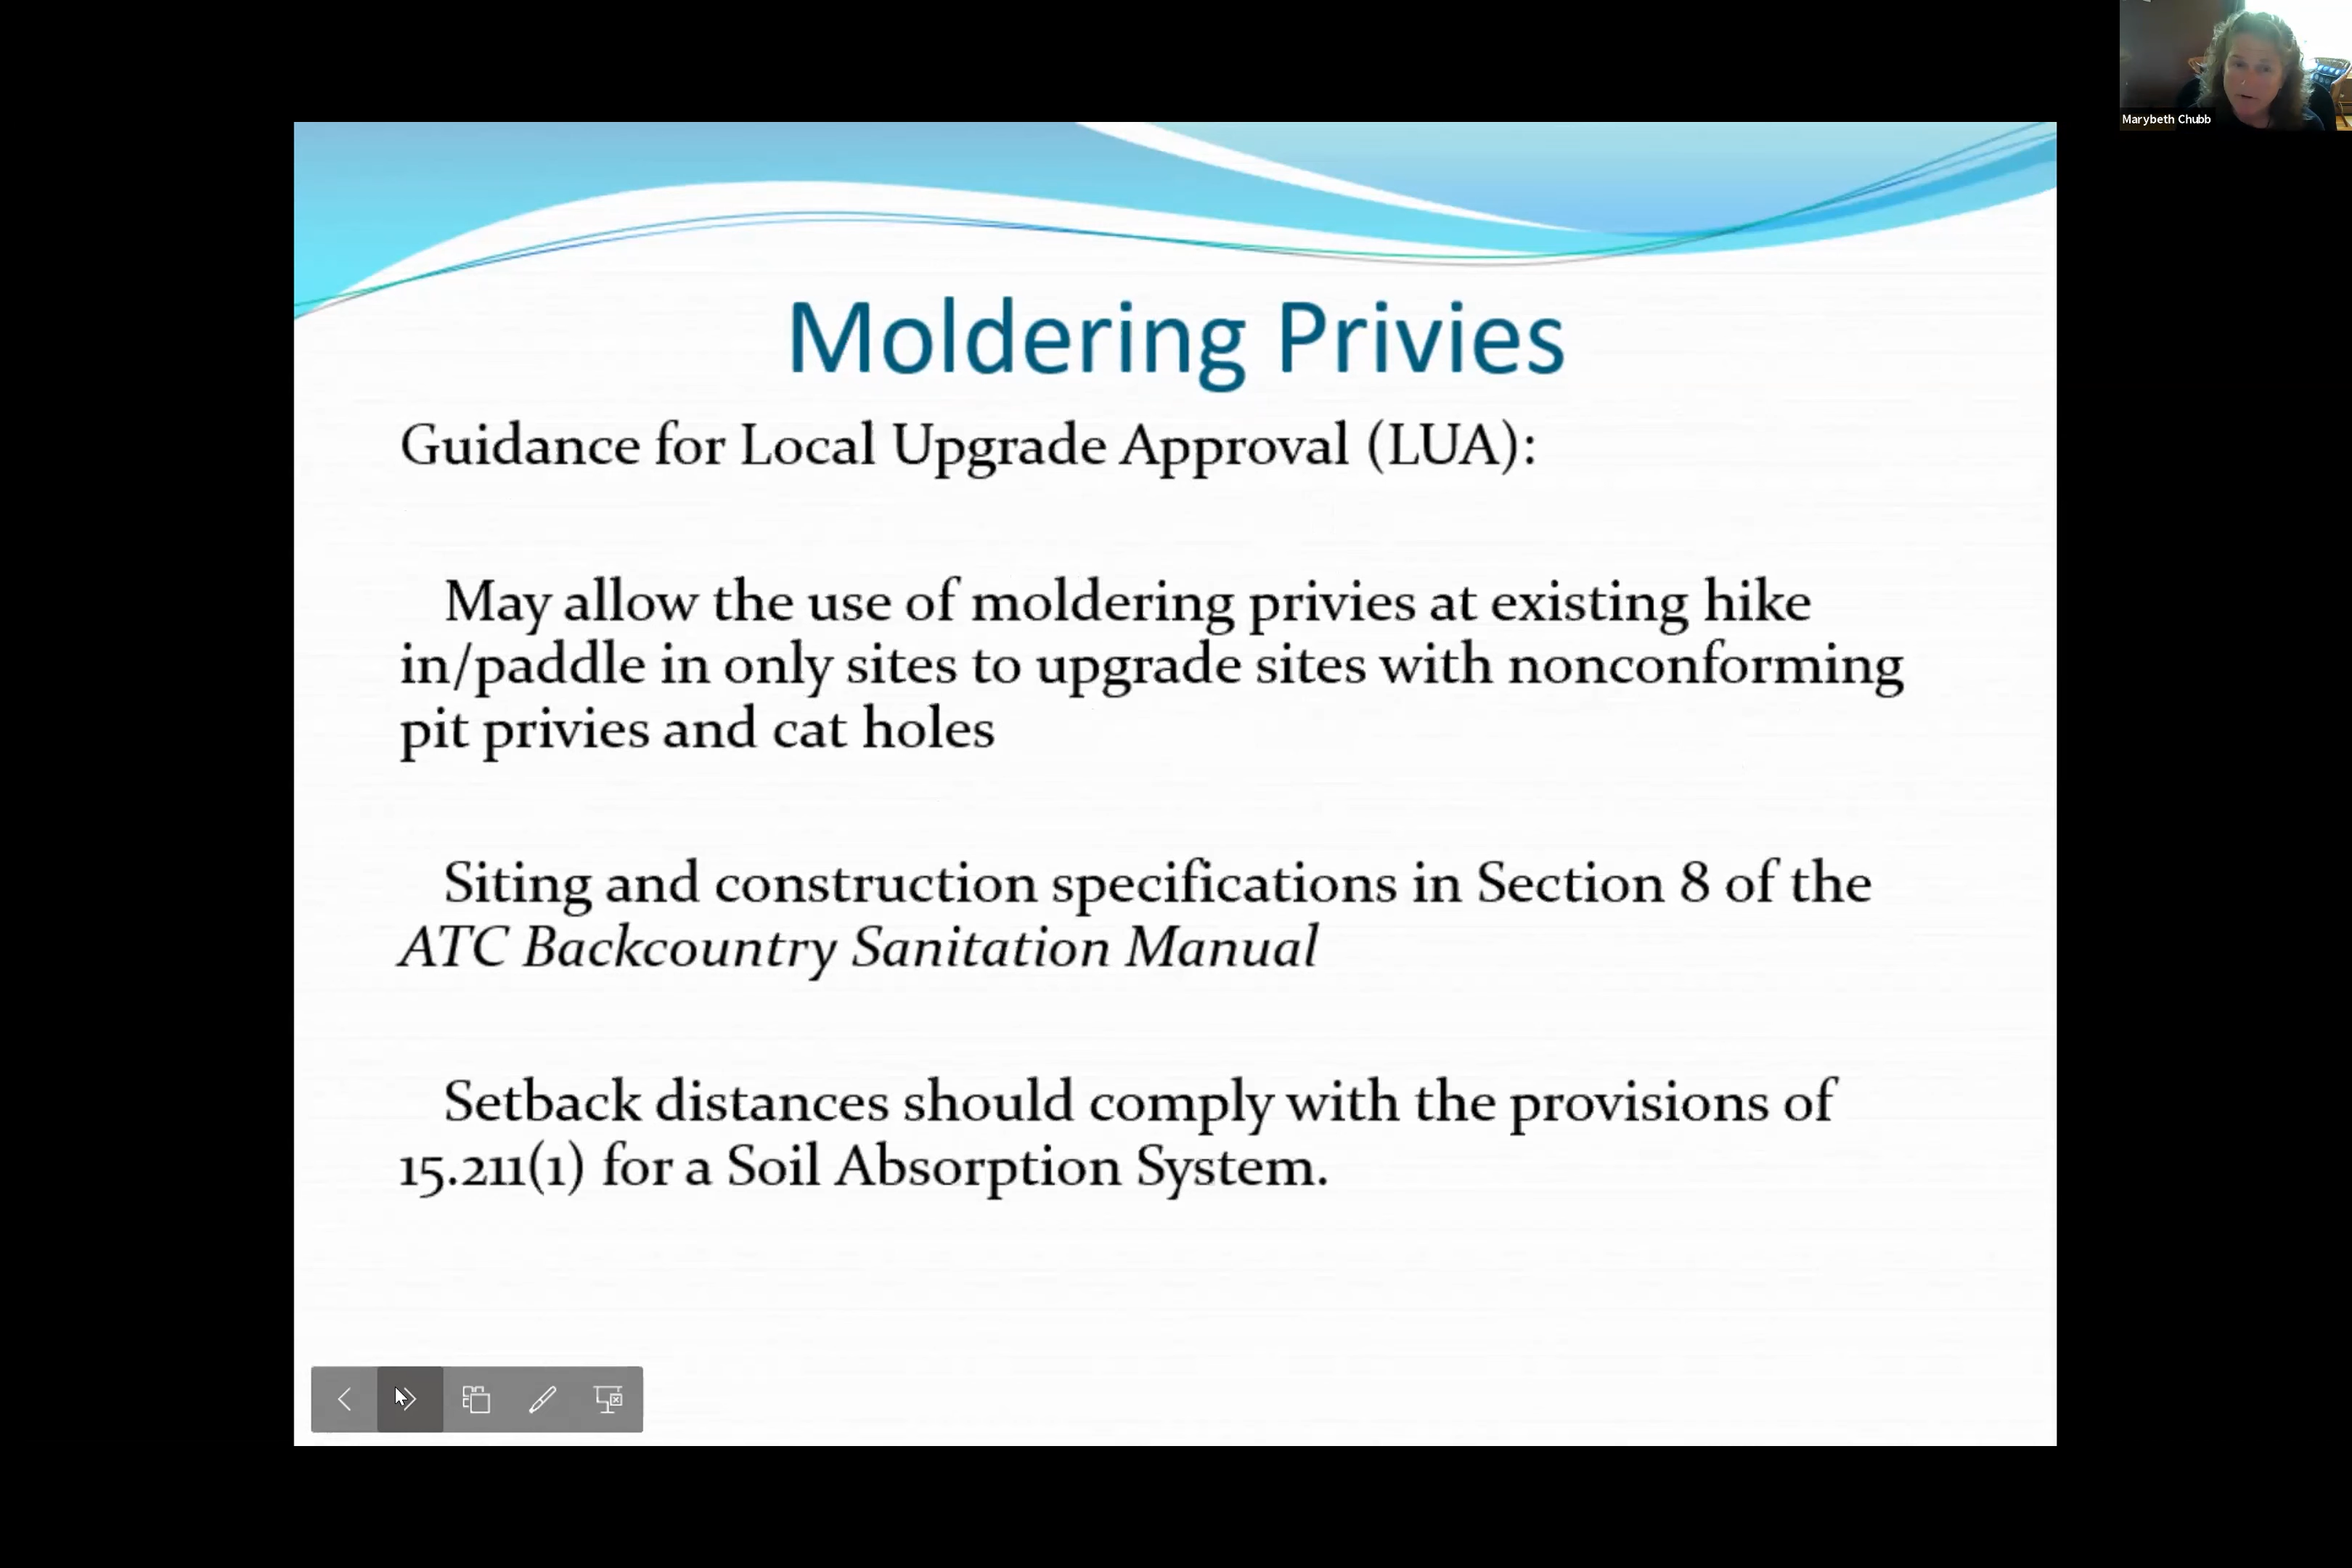 Marybeth Chubb
Moldering Privies
Guidance for Local Upgrade Approval (LUA):
May allow the use of moldering privies at existing hike
in/paddle in only sites to upgrade sites with nonconforming
pit privies and cat holes
Siting and construction specifications in Section 8 of the
ATC Backcountry Sanitation Manual
Setback distances should comply with the provisions of
15.211(1) for a Soil Absorption System.